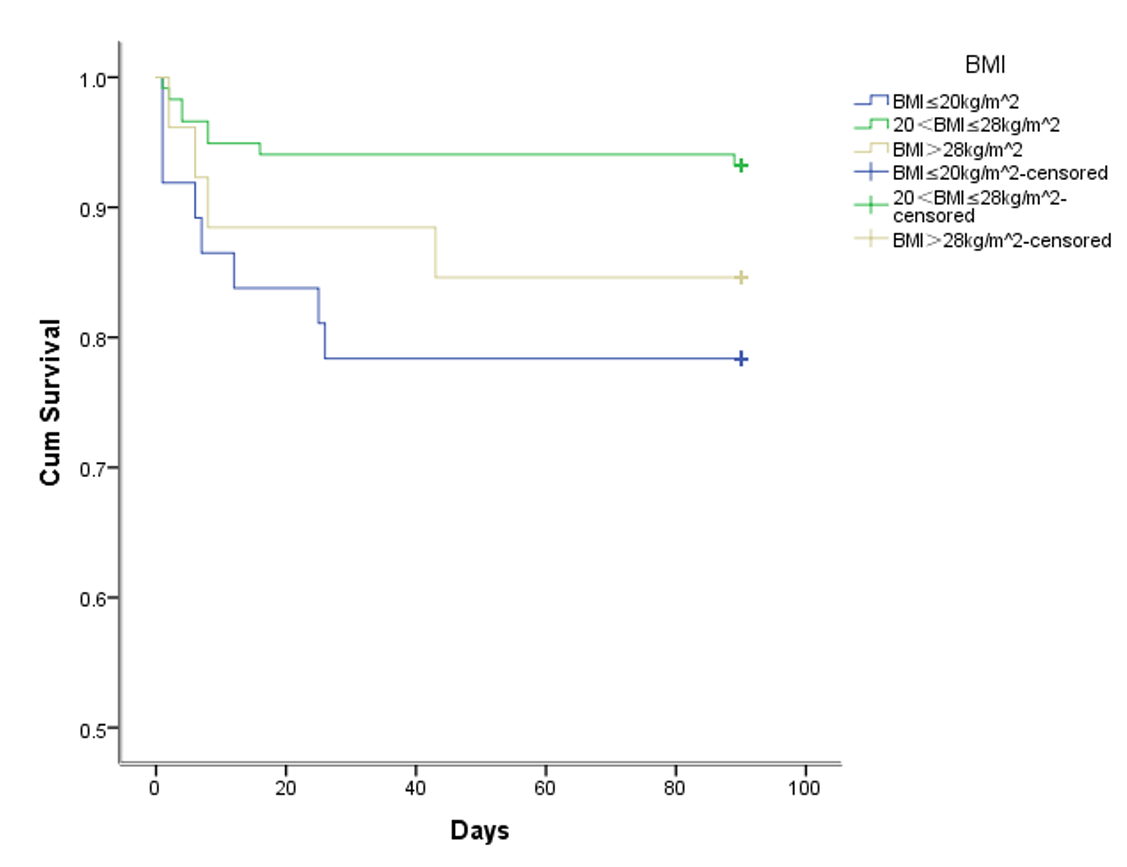 BMI
BMI≤20kg/m^2
20<BMI≤28kg/m^2
BMI>28kg/m^2
BMI≤20kg/m^2-censored
20<BMI≤28kg/m^2-
censored
BMI>28kg/m^2-censored
Cum Survival
1.0
0.9
0.8
0.7
0.6
0.5
0 20 40 60 80 100
Days